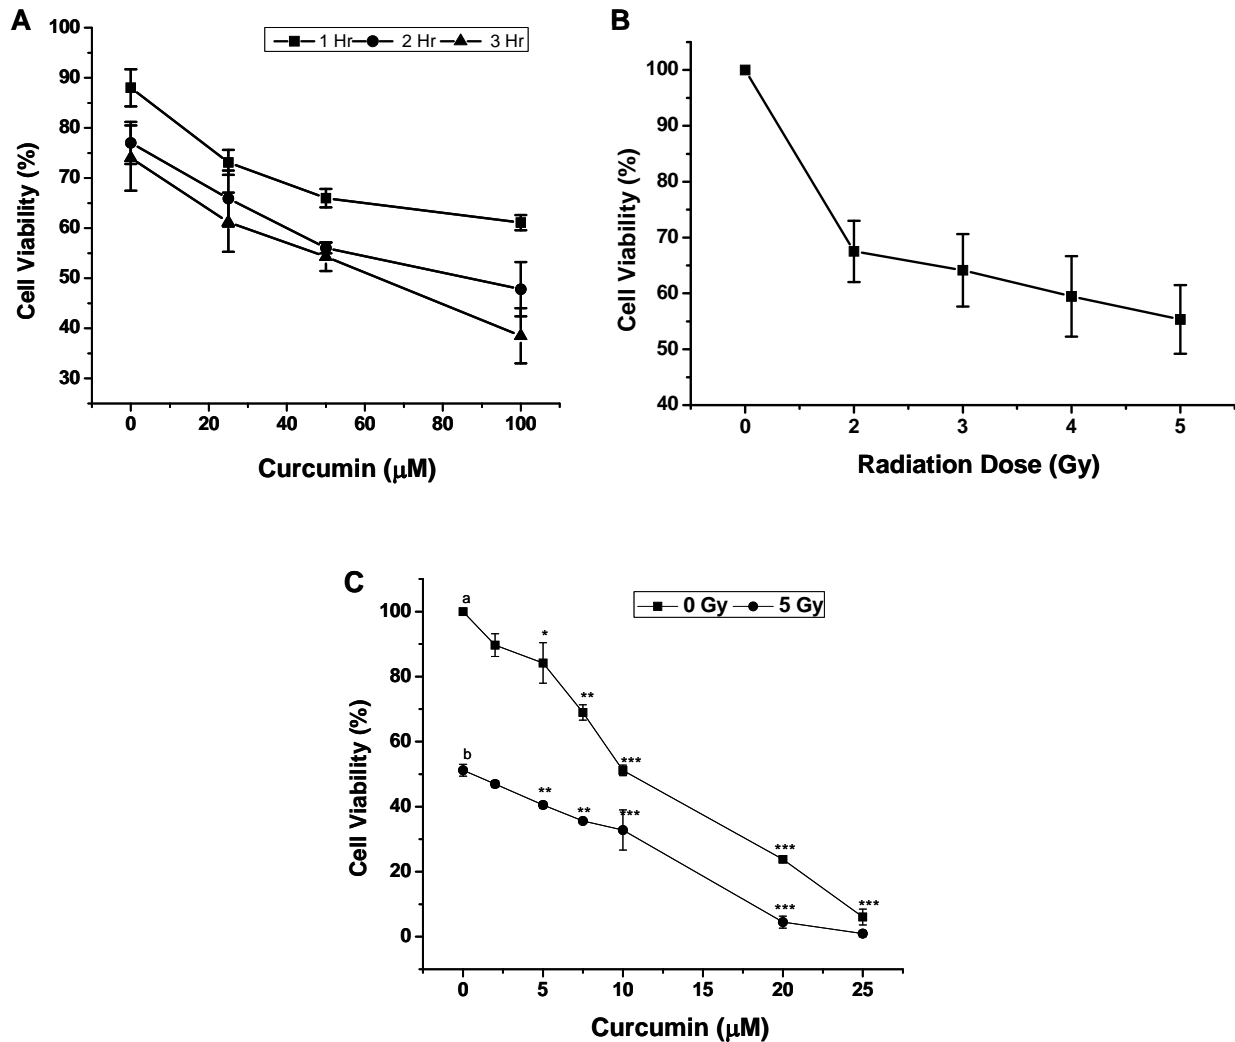 A
100
90
80
70
60
50
40
30
Cell Viability (%)
1 Hr 2 Hr 3 Hr
0 20 40 60 80 100
Curcumin (μM)
B
100
90
80
70
60
50
40
Cell Viability (%)
0 2 3 4 5
Radiation Dose (Gy)
C
100
80
60
40
20
0
Cell Viability (%)
0 Gy 5 Gy
a
*
**
***
***
***
b
**
**
***
***
0 5 10 15 20 25
Curcumin (μM)